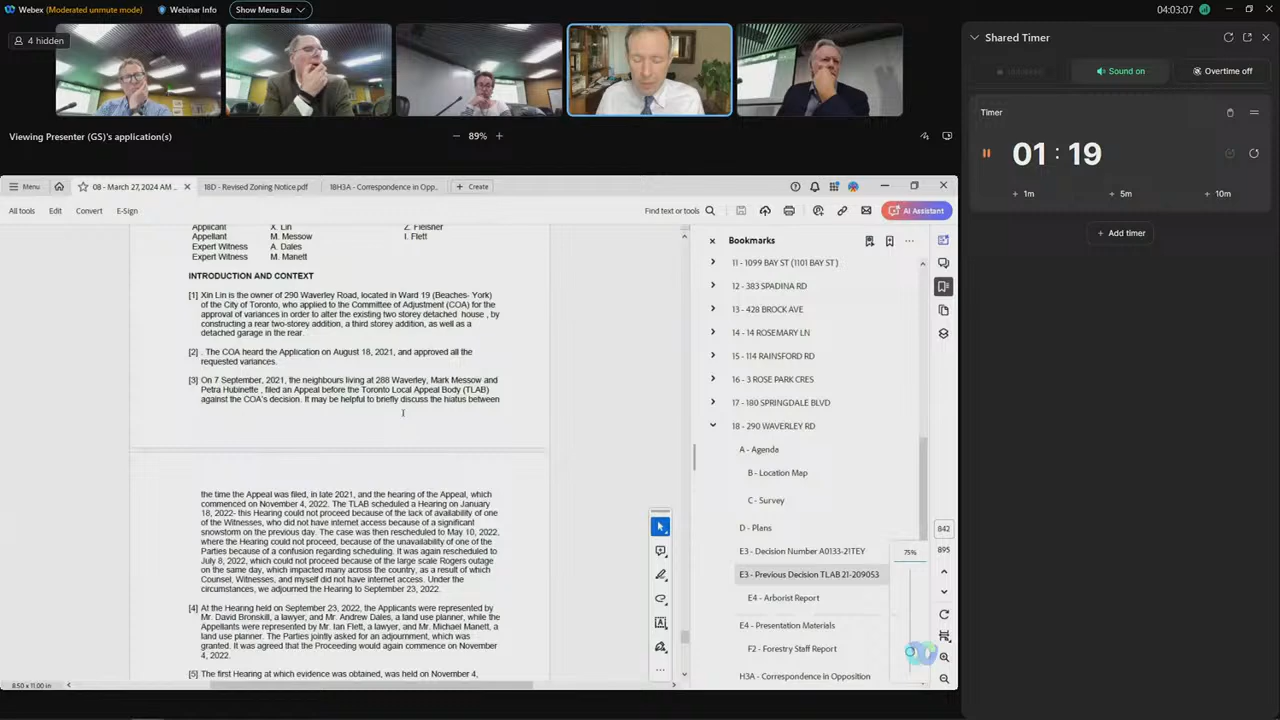 Webex (Moderated unmute mode) Webinar Info Show Menu Bar 04:03:07
4 hidden
Viewing Presenter (GS)'s application(s) 89%
Shared Timer
Sound on Overtime off
Timer
01 : 19
+ 1m + 5m + 10m
+ Add timer
Menu 08 - March 27,2024 AM ... 18D - Revised Zoning Notice.pdf 18H3A - Correspondence in Opp... + Create
All tools Edit Convert E-Sign Find text or tools AI Assistant
Applicant X. Lin Z. Fleisher
Appellant M. Messow I. Flett
Expert Witness A. Dales
Expert Witness M. Manett
INTRODUCTION AND CONTEXT
[1] Xin Lin is the owner of 290 Waverley Road, located in Ward 19 (Beaches- York)
of the City of Toronto, who applied to the Committee of Adjustment (COA) for the
approval of variances in order to alter the existing two storey detached house , by
constructing a rear two-storey addition, a third storey addition, as well as a
detached garage in the rear.
[2] . The COA heard the Application on August 18, 2021, and approved all the
requested variances.
[3] On 7 September, 2021, the neighbours living at 288 Waverley, Mark Messow and
Petra Hubinette , filed an Appeal before the Toronto Local Appeal Body (TLAB)
against the COA's decision. It may be helpful to briefly discuss the hiatus between
the time the Appeal was filed, in late 2021, and the hearing of the Appeal, which
commenced on November 4, 2022. The TLAB scheduled a Hearing on January
18, 2022- this Hearing could not proceed because of the lack of availability of one
of the Witnesses, who did not have internet access because of a significant
snowstorm on the previous day. The case was then rescheduled to May 10, 2022,
where the Hearing could not proceed, because of the unavailability of one of the
Parties because of a confusion regarding scheduling. It was again rescheduled to
July 8, 2022, which could not proceed because of the large scale Rogers outage
on the same day, which impacted many across the country, as a result of which
Counsel, Witnesses, and myself did not have internet access. Under the
circumstances, we adjourned the Hearing to September 23, 2022.
[4] At the Hearing held on September 23, 2022, the Applicants were represented by
Mr. David Bronskill, a lawyer, and Mr. Andrew Dales, a land use planner, while the
Appellants were represented by Mr. Ian Flett, a lawyer, and Mr. Michael Manett, a
land use planner. The Parties jointly asked for an adjournment, which was
granted. It was agreed that the Proceeding would again commence on November
4, 2022.
[5] The first Hearing at which evidence was obtained, was held on November 4,
8.50 x 11.00 in
Bookmarks
11 - 1099 BAY ST (1101 BAY ST )
12 - 383 SPADINA RD
13 - 428 BROCK AVE
14 - 14 ROSEMARY LN
15 - 114 RAINSFORD RD
16 - 3 ROSE PARK CRES
17 - 180 SPRINGDALE BLVD
18 - 290 WAVERLEY RD
A - Agenda
B - Location Map
C - Survey
D - Plans
E3 - Decision Number A0133-21TEY
E3 - Previous Decision TLAB 21-209053
E4 - Arborist Report
E4 - Presentation Materials
F2 - Forestry Staff Report
H3A - Correspondence in Opposition
842
895
75%